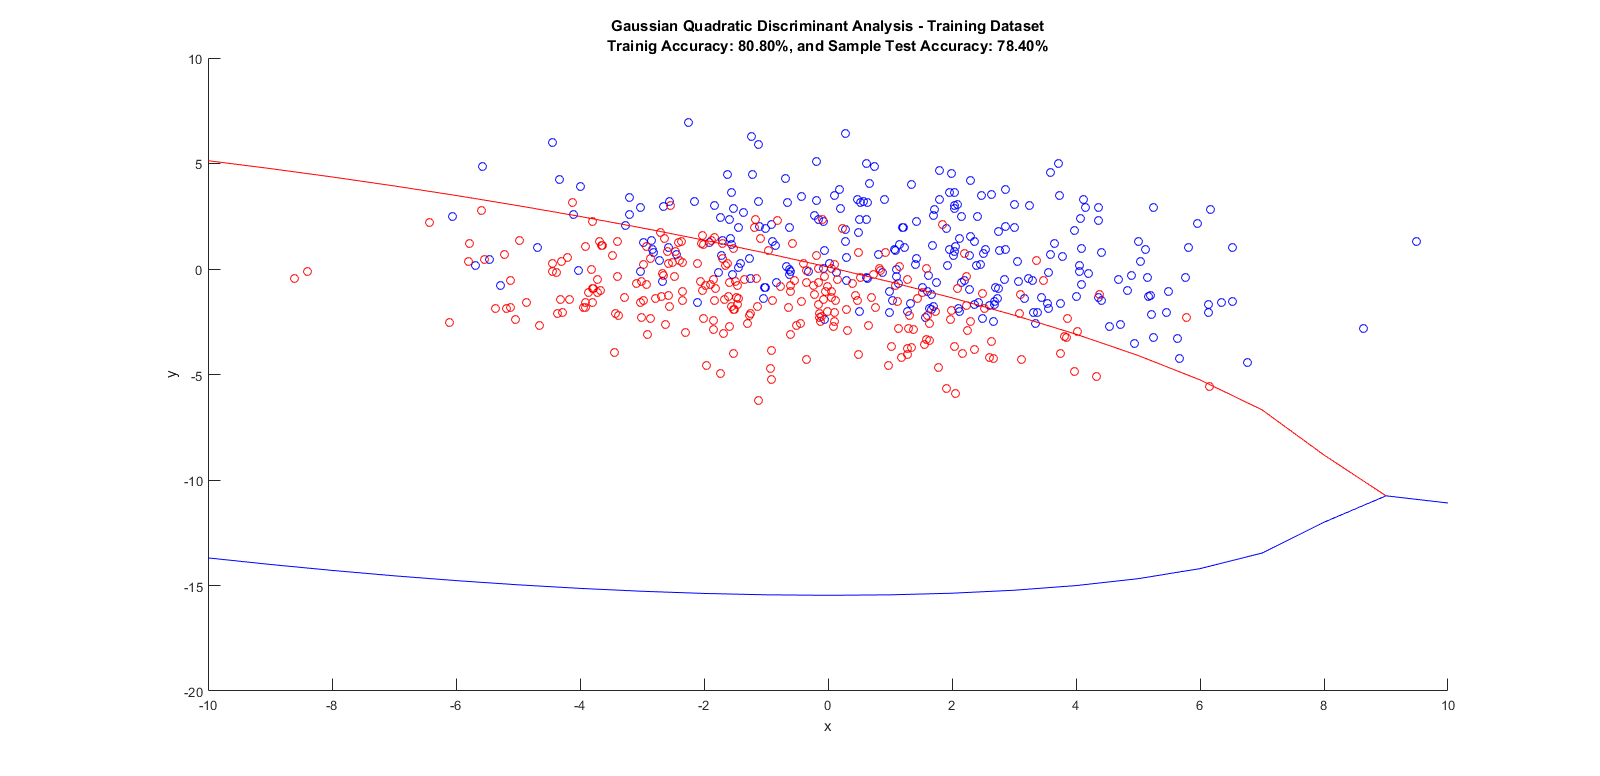 Gaussian Quadratic Discriminant Analysis - Training Dataset
Trainig Accuracy: 80.80%, and Sample Test Accuracy: 78.40%
10
5
0
-5
-10
-15
-20
y
-10 -8 -6 -4 -2 0 2 4 6 8 10
x